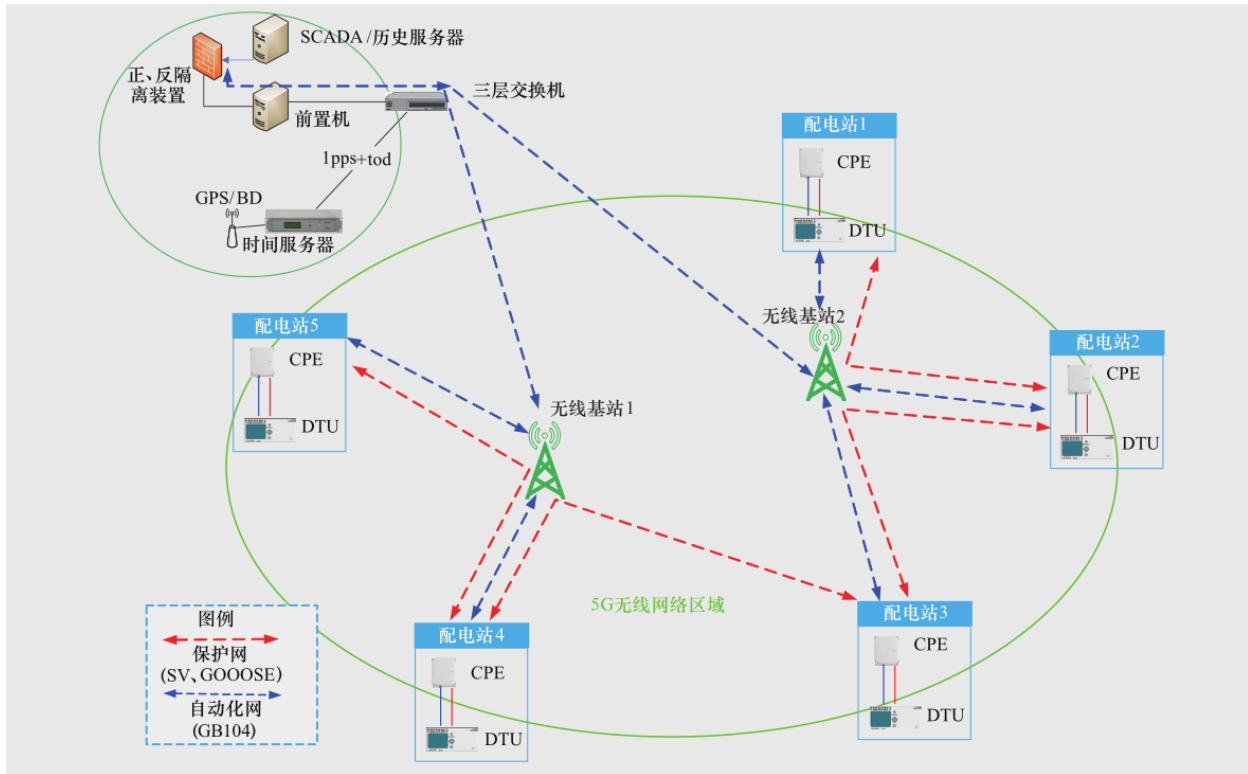 SCADA/历史服务器
正、反隔
离装置
前置机
三层交换机
1pps+tod
GPS/BD
时间服务器
配电站1
CPE
DTU
无线基站2
配电站2
CPE
DTU
配电站5
CPE
DTU
无线基站1
5G无线网络区域
配电站3
CPE
DTU
配电站4
CPE
DTU
图例
保护网
(SV、GOOOSE)
自动化网
(GB104)